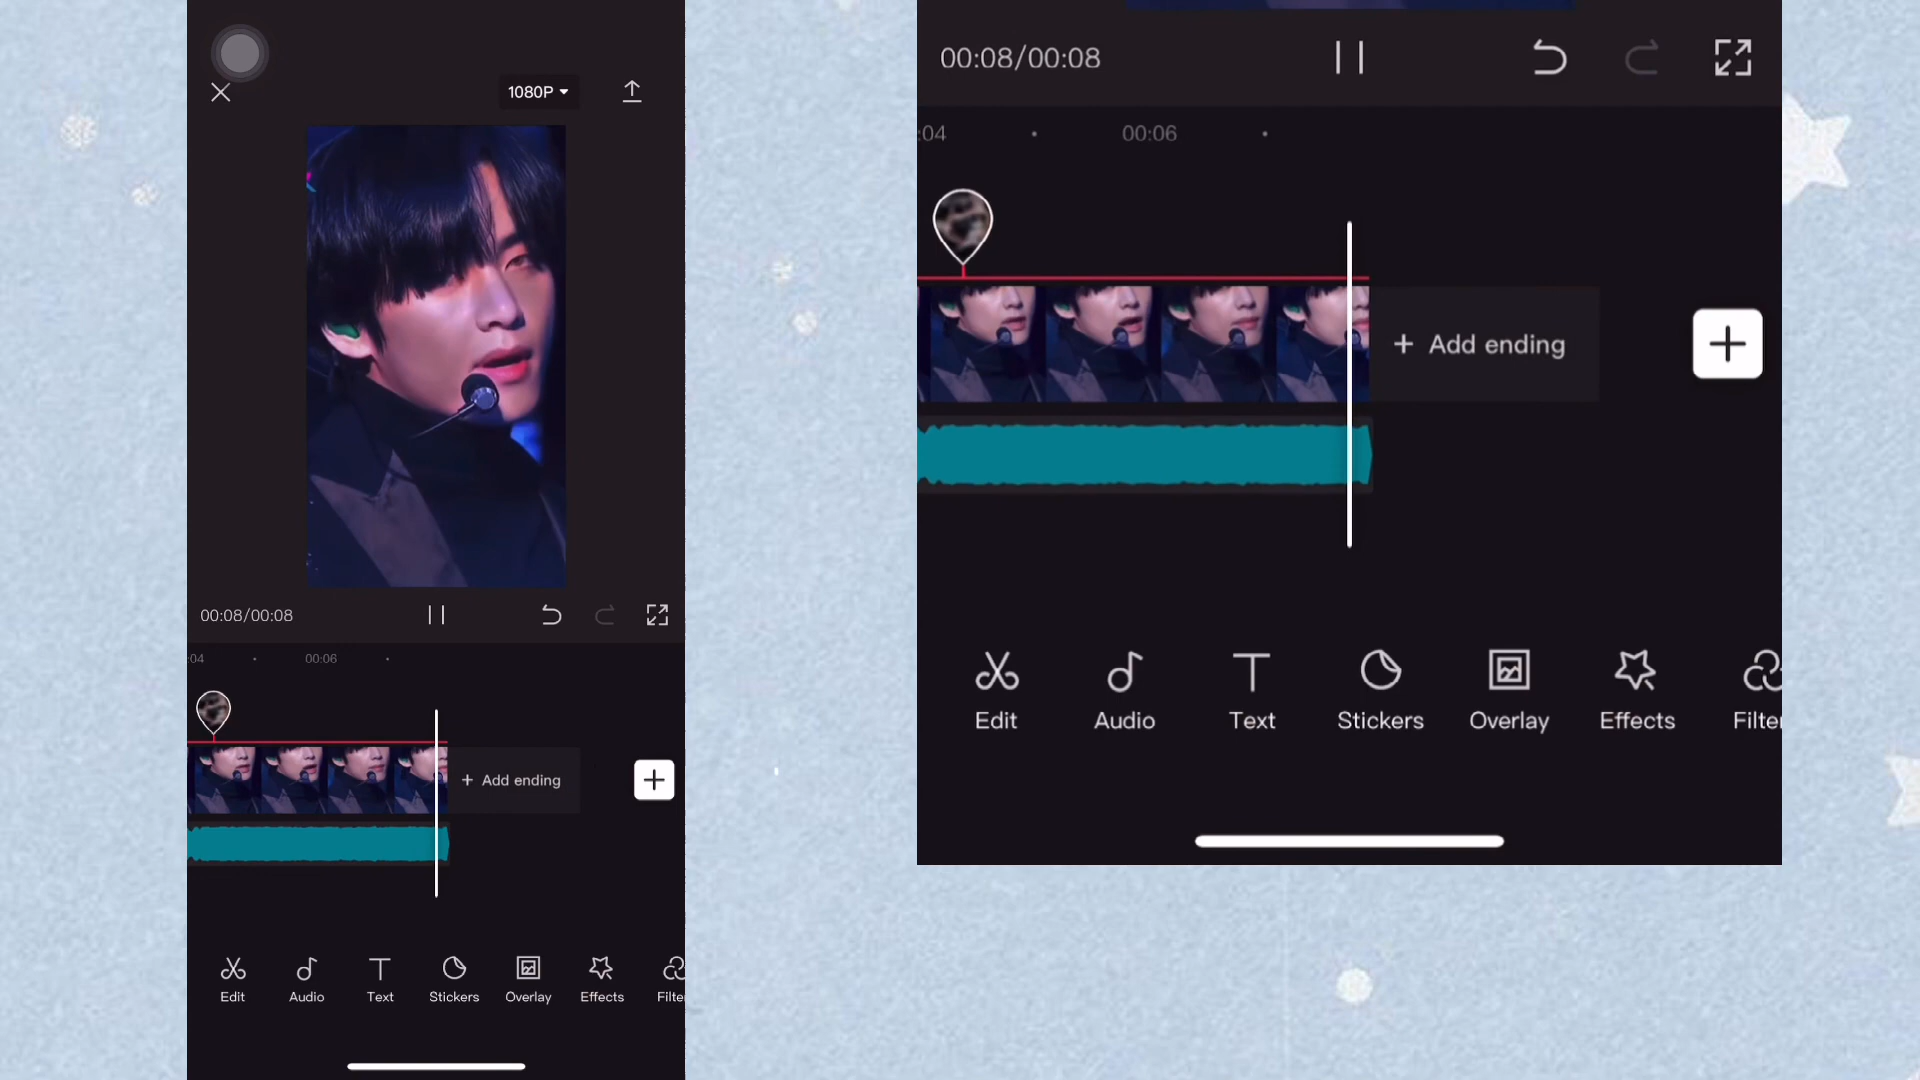 1080P
00:08/00:08
:04
00:06
+ Add ending
Edit
Audio
Text
Stickers
Overlay
Effects
Filte
00:08/00:08
:04
00:06
+ Add ending
Edit
Audio
Text
Stickers
Overlay
Effects
Filter